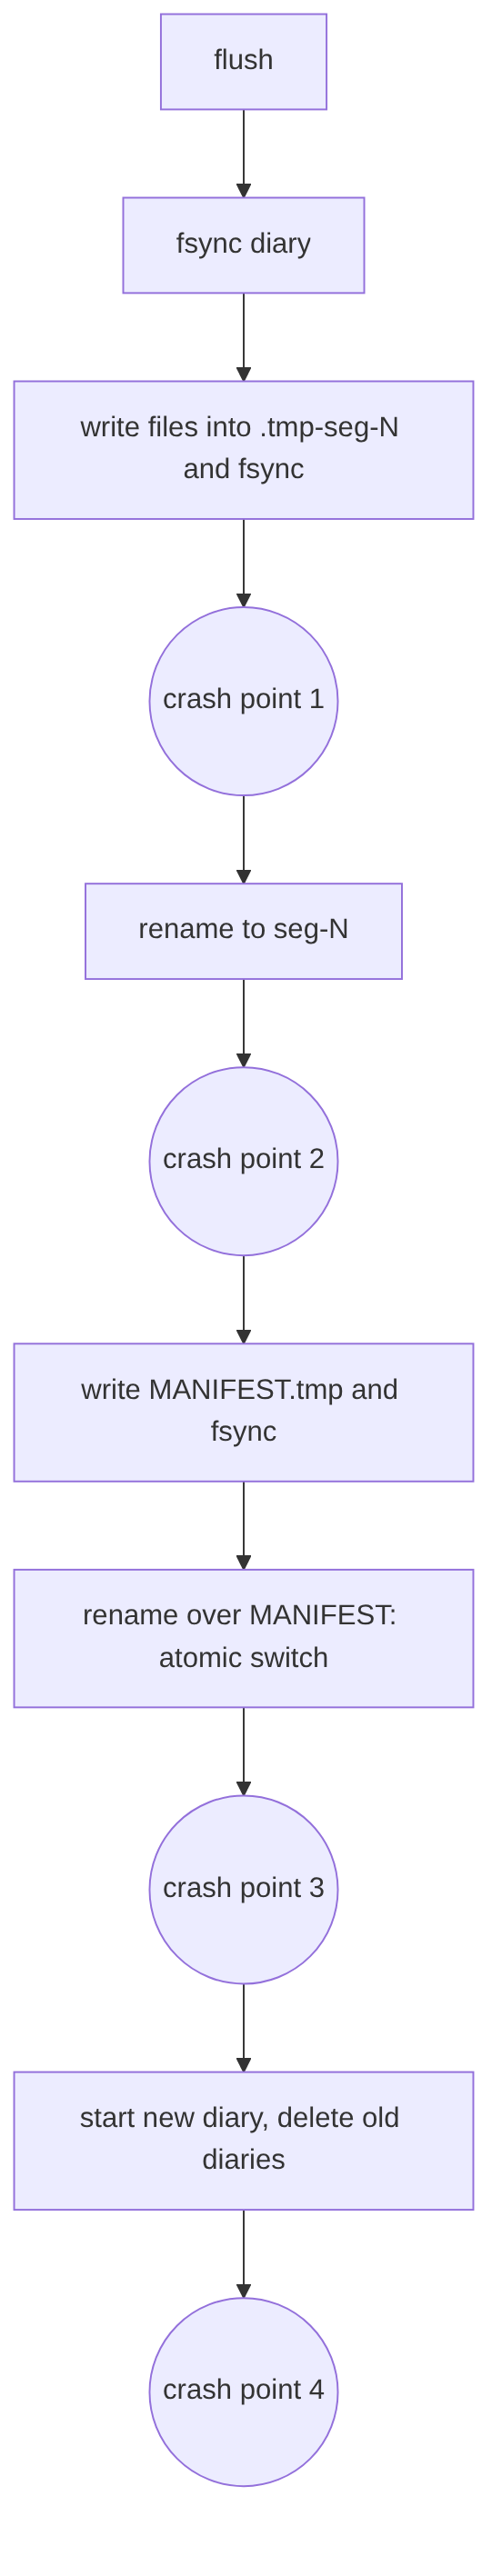 flush
fsync diary
write files into .tmp-seg-N
and fsync
crash point 1
rename to seg-N
crash point 2
write MANIFEST.tmp and
fsync
rename over MANIFEST:
atomic switch
crash point 3
start new diary, delete old
diaries
crash point 4